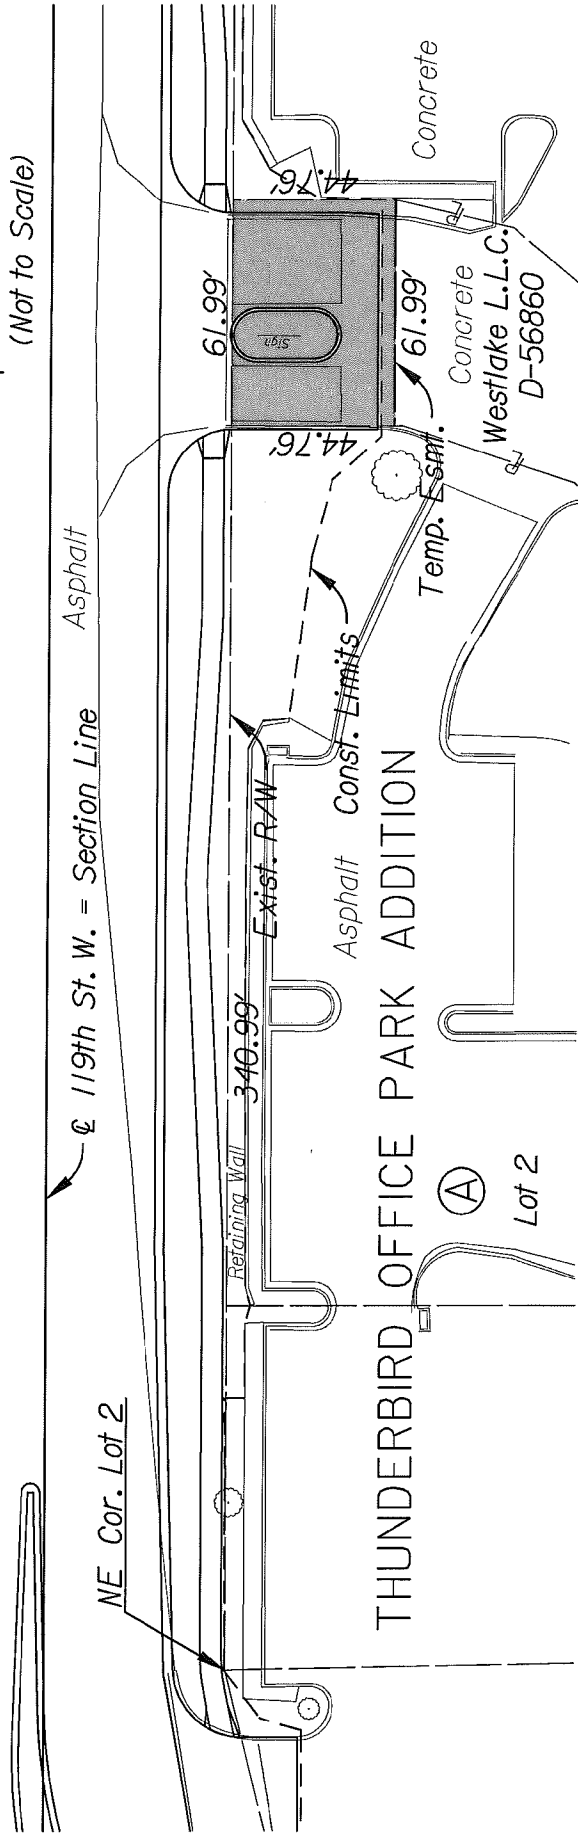 (Not to Scale)
℄ 119th St. W. = Section Line
Asphalt
NE Cor. Lot 2
Retaining Wall
340.99'
Exist. R/W
Const. Limits
Asphalt
61.99'
44.76'
44.76'
61.99'
Sign
Temp. Esmt.
Concrete
Concrete
Westlake L.L.C.
D-56860
THUNDERBIRD OFFICE PARK ADDITION
A
Lot 2